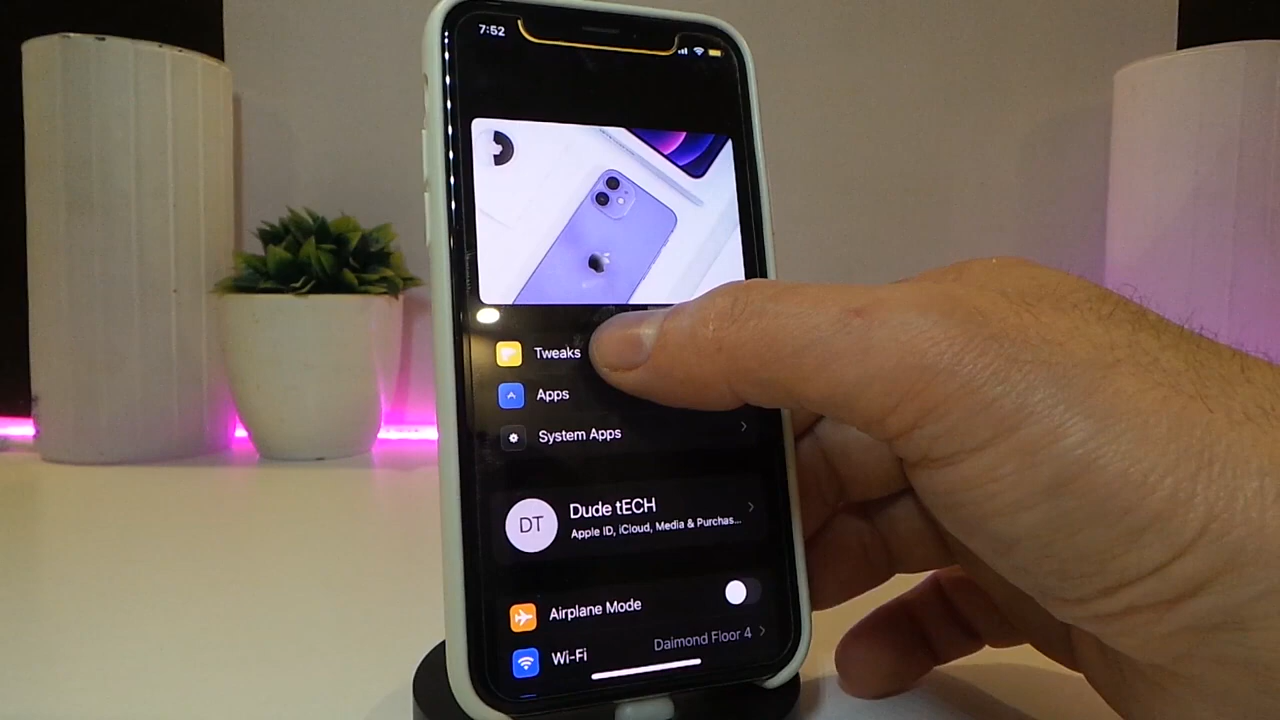 7:52
Tweaks
Apps
System Apps
DT
Dude tECH
Apple ID, iCloud, Media & Purchas...
Airplane Mode
Wi-Fi
Daimond Floor 4